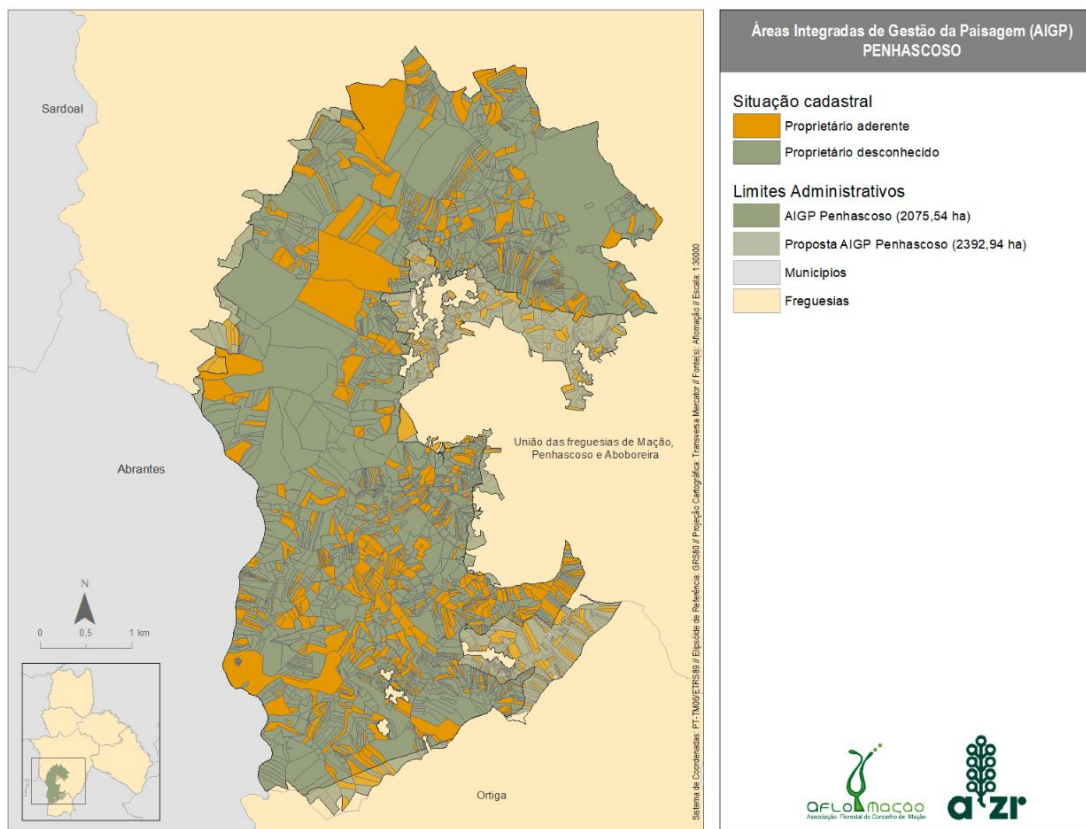 Áreas Integradas de Gestão da Paisagem (AIGP)
PENHASCOSO
Situação cadastral
Proprietário aderente
Proprietário desconhecido
Limites Administrativos
AIGP Penhascoso (2075,54 ha)
Proposta AIGP Penhascoso (2392,94 ha)
Municípios
Freguesias
Sardoal
Abrantes
União das freguesias de Mação,
Penhascoso e Aboboreira
Ortiga
N
0 0,5 1 km
Sistema de Coordenadas: PT-TM06/ETRS89 // Elipsóide de Referência: GRS80 // Projeção Cartográfica: Transversa Mercator // Fonte(s): Aflomação // Escala: 1:30000
aflomação
Associação Florestal do Concelho de Mação
aizr